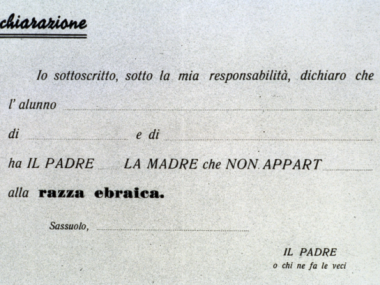 chiarazione
Io sottoscritto, sotto la mia responsabilità, dichiaro che
l'alunno
di e di
ha IL PADRE LA MADRE che NON APPART
alla razza ebraica.
Sassuolo,
IL PADRE
o chi ne fa le veci